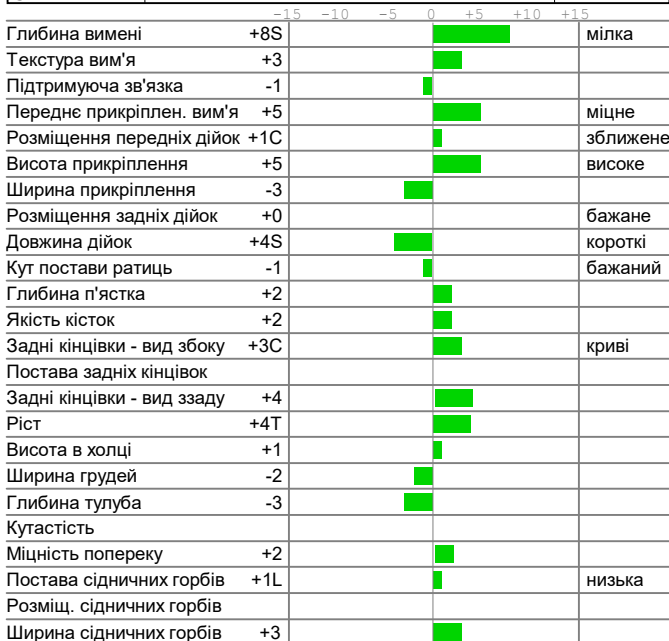 -15 -10 -5 0 +5 +10 +15
Глибина вимені +8S мілка
Текстура вим'я +3
Підтримуюча зв'язка -1
Переднє прикріплен. вим'я +5 міцне
Розміщення передніх дійок +1C зближене
Висота прикріплення +5 високе
Ширина прикріплення -3
Розміщення задніх дійок +0 бажане
Довжина дійок +4S короткі
Кут постави ратиць -1 бажаний
Глибина п'ястка +2
Якість кісток +2
Задні кінцівки - вид збоку +3C криві
Постава задніх кінцівок
Задні кінцівки - вид ззаду +4
Ріст +4T
Висота в холці +1
Ширина грудей -2
Глибина тулуба -3
Кутастість
Міцність попереку +2
Постава сідничних горбів +1L низька
Розміщ. сідничних горбів
Ширина сідничних горбів +3